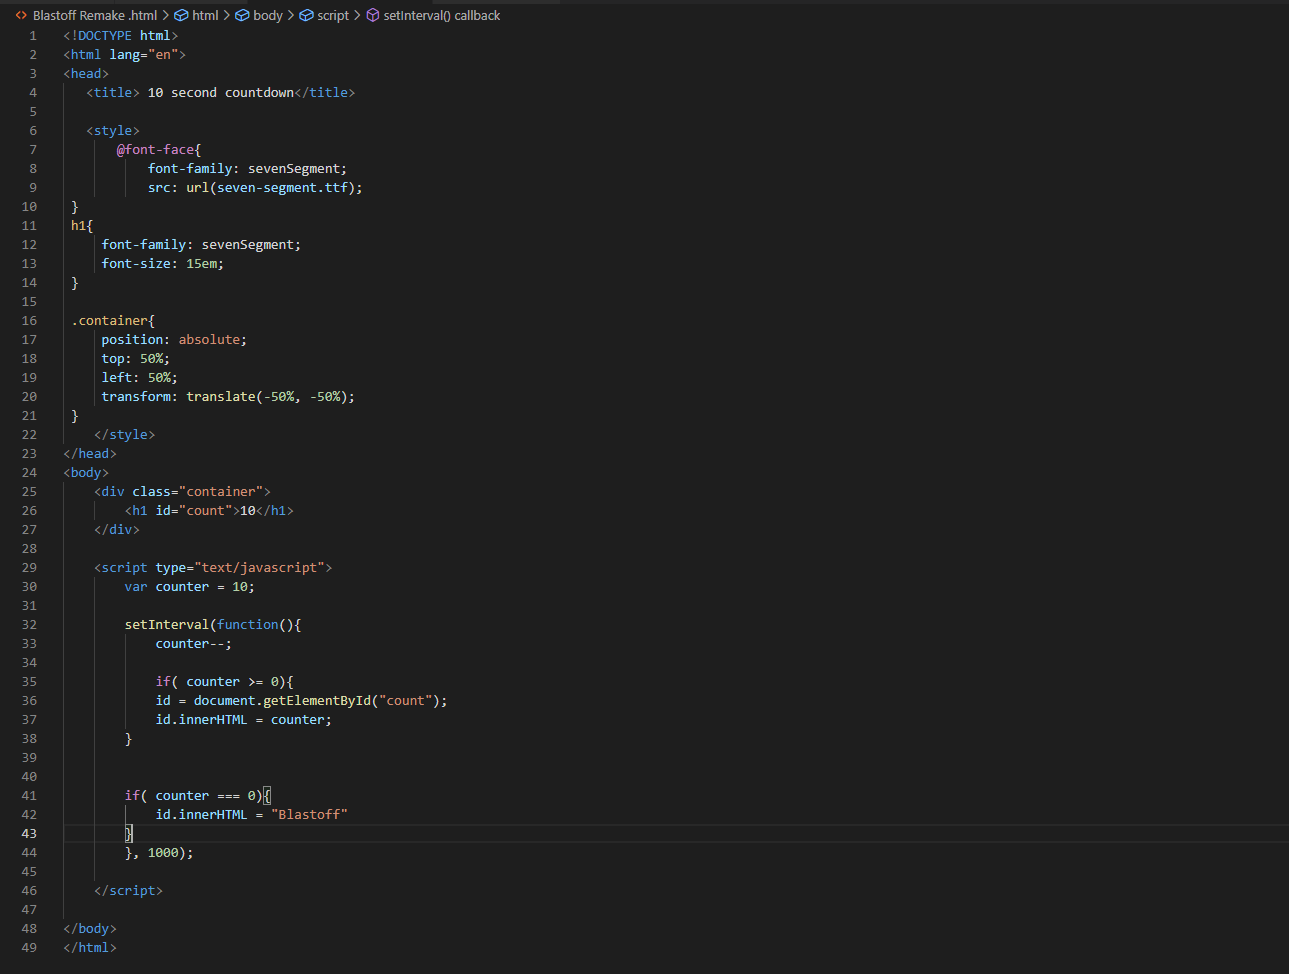 Blastoff Remake .html > html > body > script > setInterval() callback
1 <!DOCTYPE html>
2 <html lang="en">
3 <head>
4 <title> 10 second countdown</title>
5
6 <style>
7 @font-face{
8 font-family: sevenSegment;
9 src: url(seven-segment.ttf);
10 }
11 h1{
12 font-family: sevenSegment;
13 font-size: 15em;
14 }
15
16 .container{
17 position: absolute;
18 top: 50%;
19 left: 50%;
20 transform: translate(-50%, -50%);
21 }
22 </style>
23 </head>
24 <body>
25 <div class="container">
26 <h1 id="count">10</h1>
27 </div>
28
29 <script type="text/javascript">
30 var counter = 10;
31
32 setInterval(function(){
33 counter--;
34
35 if( counter >= 0){
36 id = document.getElementById("count");
37 id.innerHTML = counter;
38 }
39
40
41 if( counter === 0){
42 id.innerHTML = "Blastoff"
43 }
44 }, 1000);
45
46 </script>
47
48 </body>
49 </html>